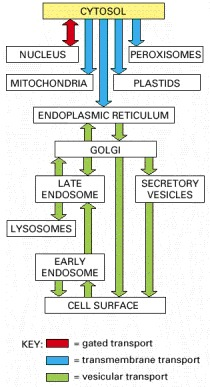 CYTOSOL
NUCLEUS
PEROXISOMES
MITOCHONDRIA
PLASTIDS
ENDOPLASMIC RETICULUM
GOLGI
LATE
ENDOSOME
SECRETORY
VESICLES
LYSOSOMES
EARLY
ENDOSOME
CELL SURFACE
KEY:
= gated transport
= transmembrane transport
= vesicular transport